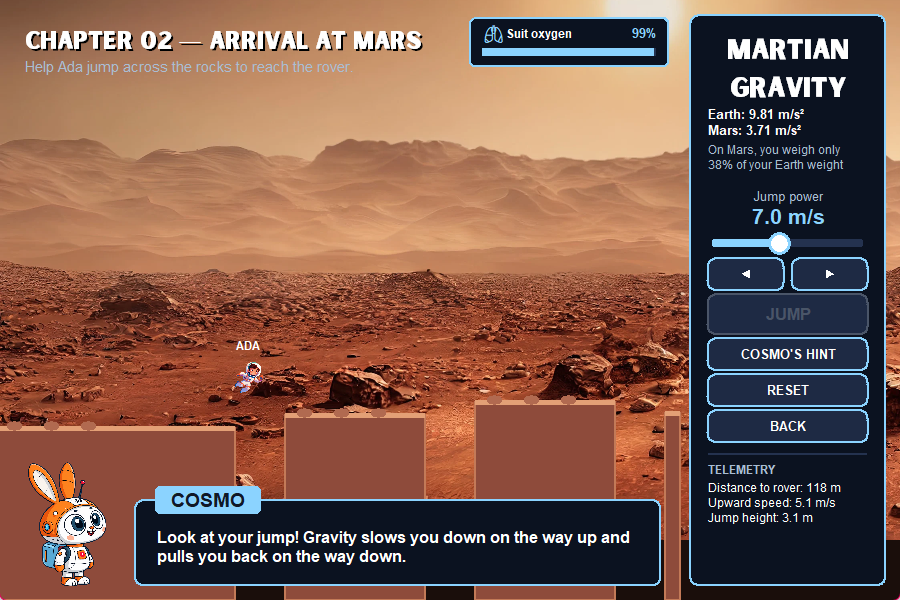 CHAPTER 02 — ARRIVAL AT MARS
Help Ada jump across the rocks to reach the rover.
Suit oxygen 99%
MARTIAN
GRAVITY
Earth: 9.81 m/s²
Mars: 3.71 m/s²
On Mars, you weigh only
38% of your Earth weight
Jump power
7.0 m/s
◄ ►
JUMP
COSMO'S HINT
RESET
BACK
TELEMETRY
Distance to rover: 118 m
Upward speed: 5.1 m/s
Jump height: 3.1 m
ADA
COSMO
Look at your jump! Gravity slows you down on the way up and
pulls you back on the way down.